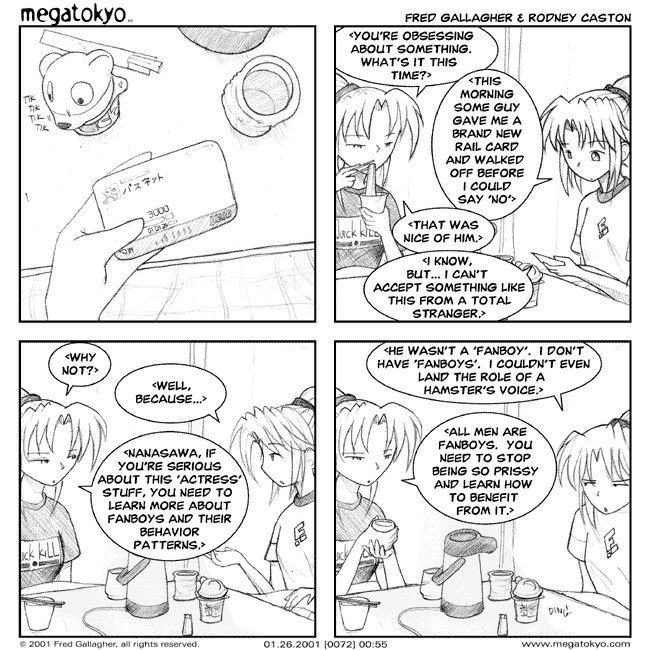 megatokyo
FRED GALLAGHER & RODNEY CASTON
TIK
TIK
TIK
TIK
パスネット
3000
<YOU'RE OBSESSING
ABOUT SOMETHING.
WHAT'S IT THIS
TIME?>
<THIS
MORNING
SOME GUY
GAVE ME A
BRAND NEW
RAIL CARD
AND WALKED
OFF BEFORE
I COULD
SAY 'NO'>
<THAT WAS
NICE OF HIM.>
<I KNOW,
BUT... I CAN'T
ACCEPT SOMETHING LIKE
THIS FROM A TOTAL
STRANGER.>
QUICK KILL
E
<WHY
NOT?>
<WELL,
BECAUSE...>
<NANASAWA, IF
YOU'RE SERIOUS
ABOUT THIS 'ACTRESS'
STUFF, YOU NEED TO
LEARN MORE ABOUT
FANBOYS AND THEIR
BEHAVIOR
PATTERNS.>
UICK KILL
E
<HE WASN'T A 'FANBOY'. I DON'T
HAVE 'FANBOYS'. I COULDN'T EVEN
LAND THE ROLE OF A
HAMSTER'S VOICE.>
<ALL MEN ARE
FANBOYS. YOU
NEED TO STOP
BEING SO PRISSY
AND LEARN HOW
TO BENEFIT
FROM IT.>
UICK KI
E
DING!
© 2001 Fred Gallagher, all rights reserved.
01.26.2001 [0072] 00:55
www.megatokyo.com